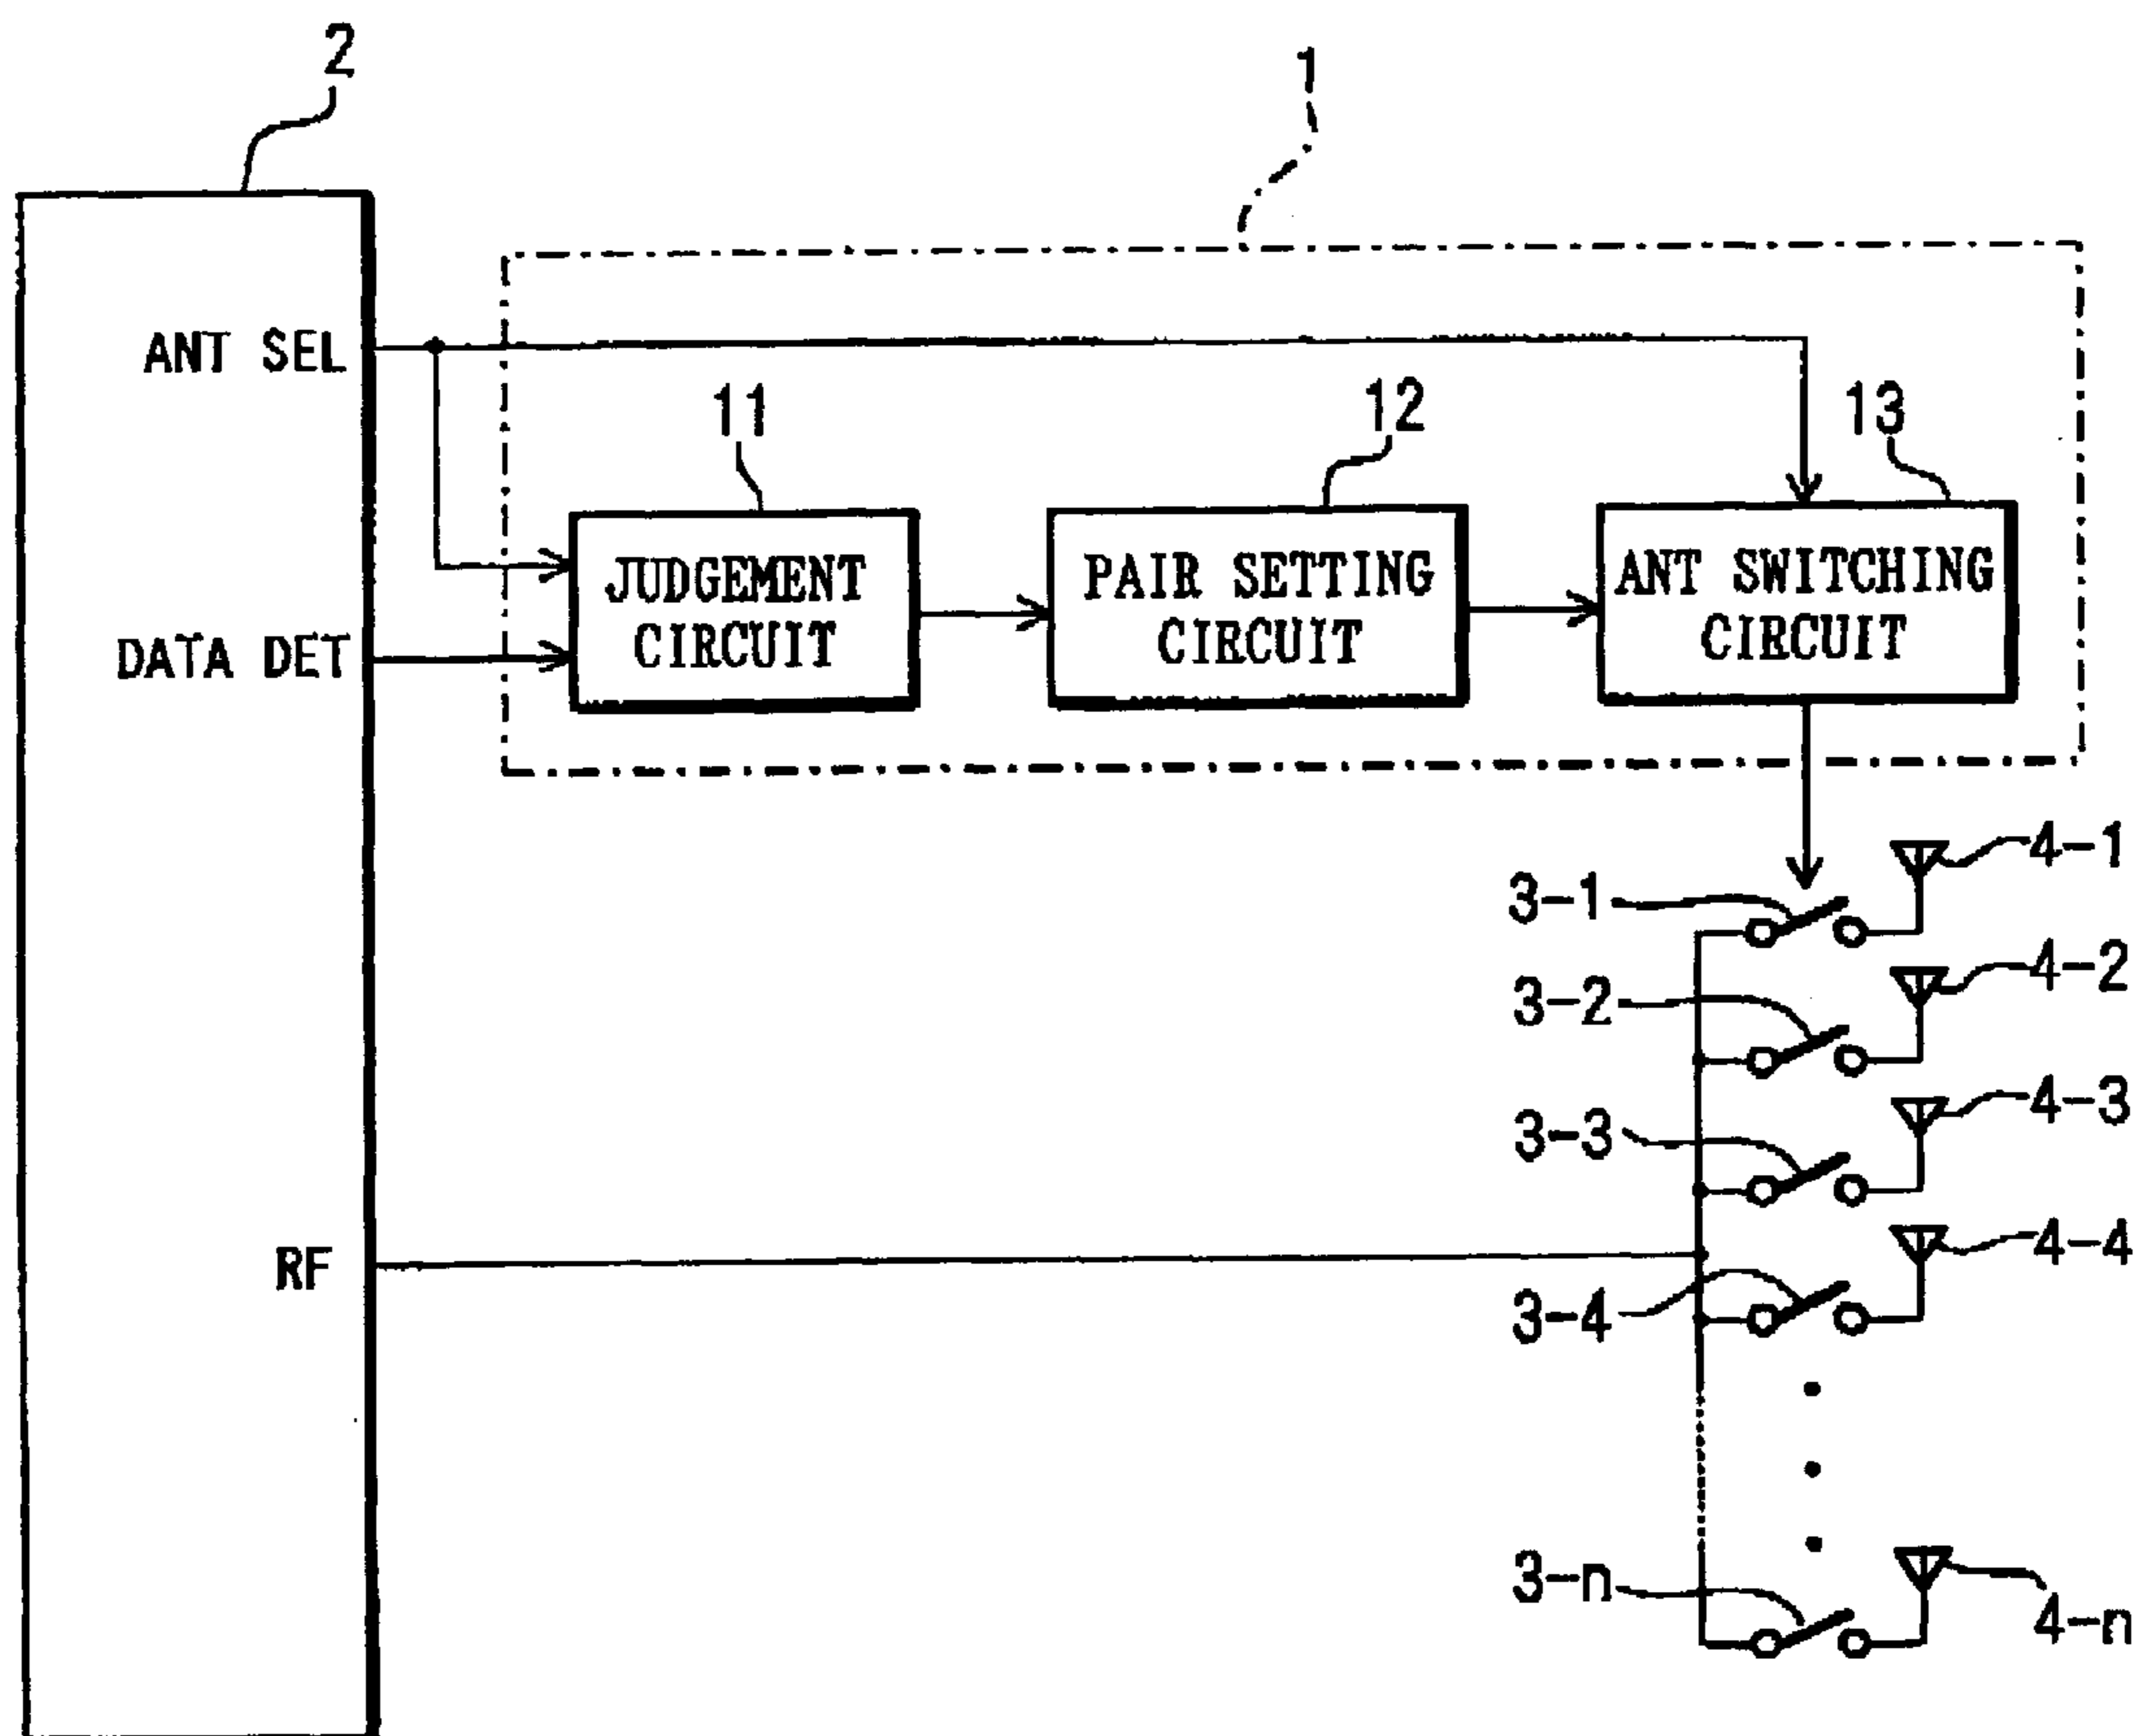 2
1
ANT SEL
11
12
13
JUDGEMENT
CIRCUIT
PAIR SETTING
CIRCUIT
ANT SWITCHING
CIRCUIT
DATA DET
4-1
3-1
4-2
3-2
4-3
3-3
4-4
RF
3-4
3-n
4-n